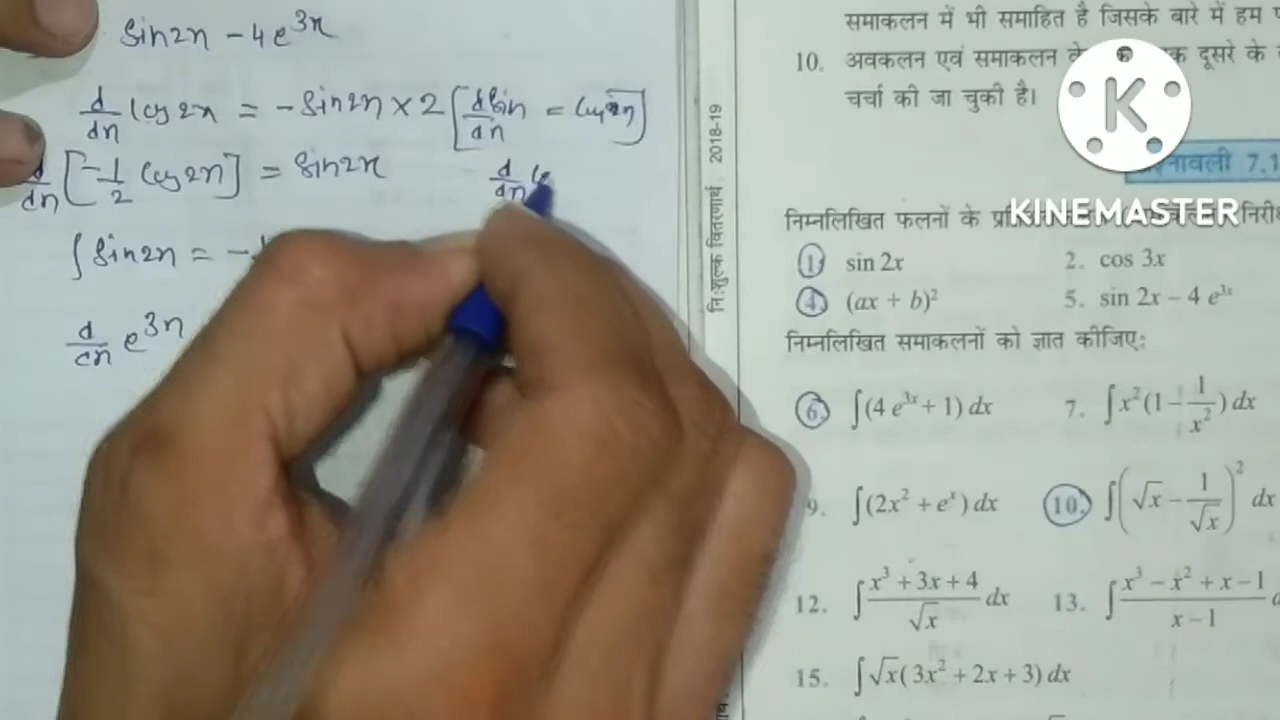 sin2x - 4e^3x
d/dx cos2x = -sin2x × 2 [dsin/dx = cos
d/dx [-1/2 cos2x] = sin2x
d/dx
∫ sin2x = -
d/dx e^3x
समाकलन में भी समाहित है जिसके बारे में हम
10. अवकलन एवं समाकलन दूसरे के
चर्चा की जा चुकी है।
7.1
निम्नलिखित फलनों के
1. sin 2x 2. cos 3x
4. (ax + b)² 5. sin 2x – 4 e^3x
निम्नलिखित समाकलनों को ज्ञात कीजिए:
6. ∫(4 e^3x + 1) dx 7. ∫x²(1 – 1/x²) dx
9. ∫(2x² + e^x) dx 10. ∫(√x – 1/√x)² dx
12. ∫ x³ + 3x + 4 / √x dx 13. ∫ x³ – x² + x – 1 / x – 1
15. ∫√x(3x² + 2x + 3) dx
नि:शुल्क वितरणार्थ, 2018-19
K
KINEMASTER